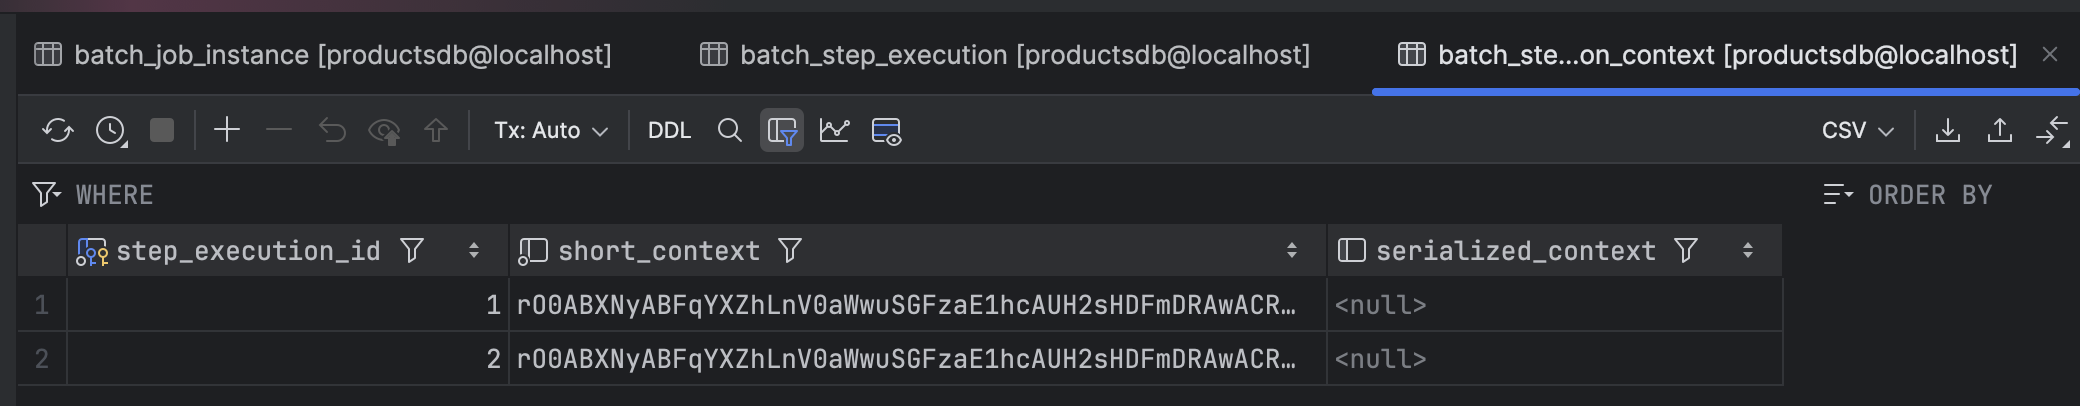 batch_job_instance [productsdb@localhost] batch_step_execution [productsdb@localhost] batch_ste...on_context [productsdb@localhost]
Tx: Auto DDL CSV
WHERE ORDER BY
step_execution_id short_context serialized_context
1 1 rO0ABXNyABFqYXZhLnV0aWwuSGFzaE1hcAUH2sHDFmDRAwACR… <null>
2 2 rO0ABXNyABFqYXZhLnV0aWwuSGFzaE1hcAUH2sHDFmDRAwACR… <null>